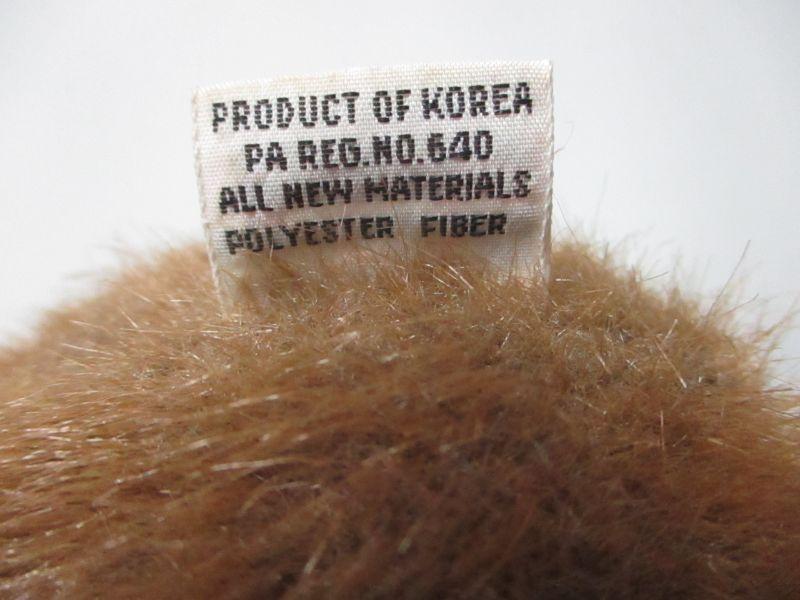 PRODUCT OF KOREA
PA REG.NO.640
ALL NEW MATERIALS
POLYESTER FIBER